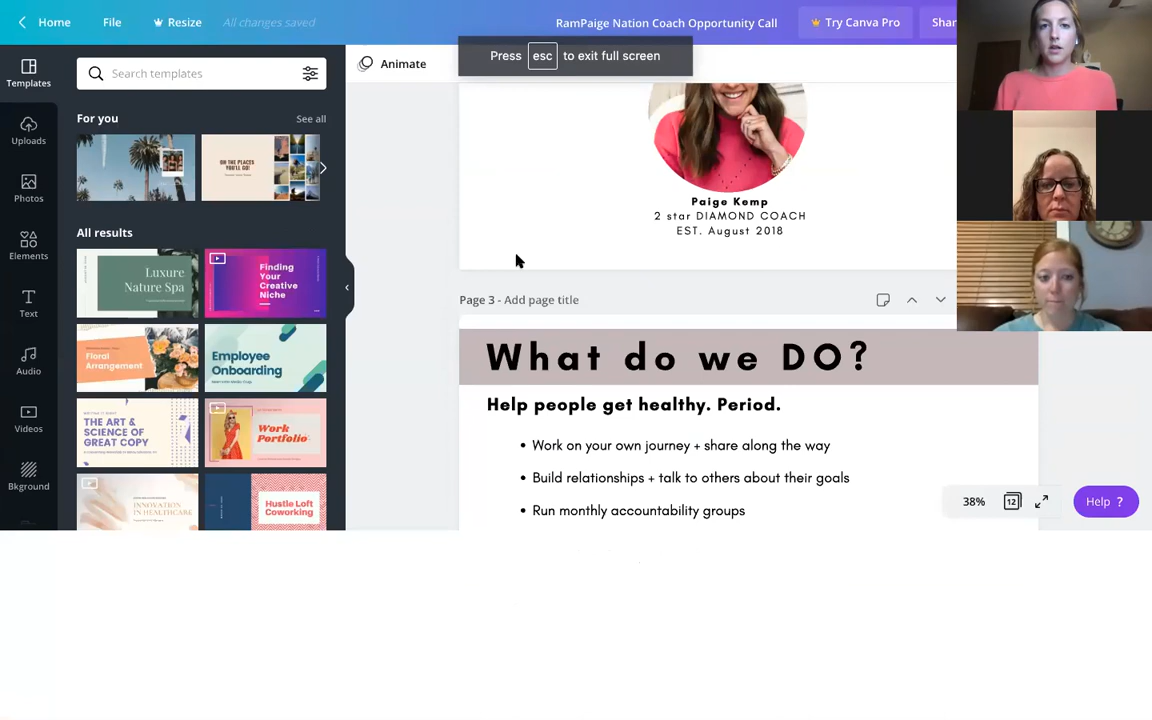 Home
File
Resize
All changes saved
RamPaige Nation Coach Opportunity Call
Try Canva Pro
Press esc to exit full screen
Templates
Search templates
Animate
For you
See all
Uploads
ON THE PLACES
YOU'LL GO!
Photos
Paige Kemp
2 star DIAMOND COACH
EST. August 2018
All results
Elements
Luxure
Nature Spa
Finding
Your
Creative
Niche
Text
Page 3 - Add page title
Floral
Arrangement
Employee
Onboarding
What do we DO?
Audio
Help people get healthy. Period.
THE ART &
SCIENCE OF
GREAT COPY
Work
Portfolio
Videos
Work on your own journey + share along the way
Build relationships + talk to others about their goals
Run monthly accountability groups
Bkground
INNOVATION
IN HEALTHCARE
Hustle Loft
Coworking
38%
12
Help ?